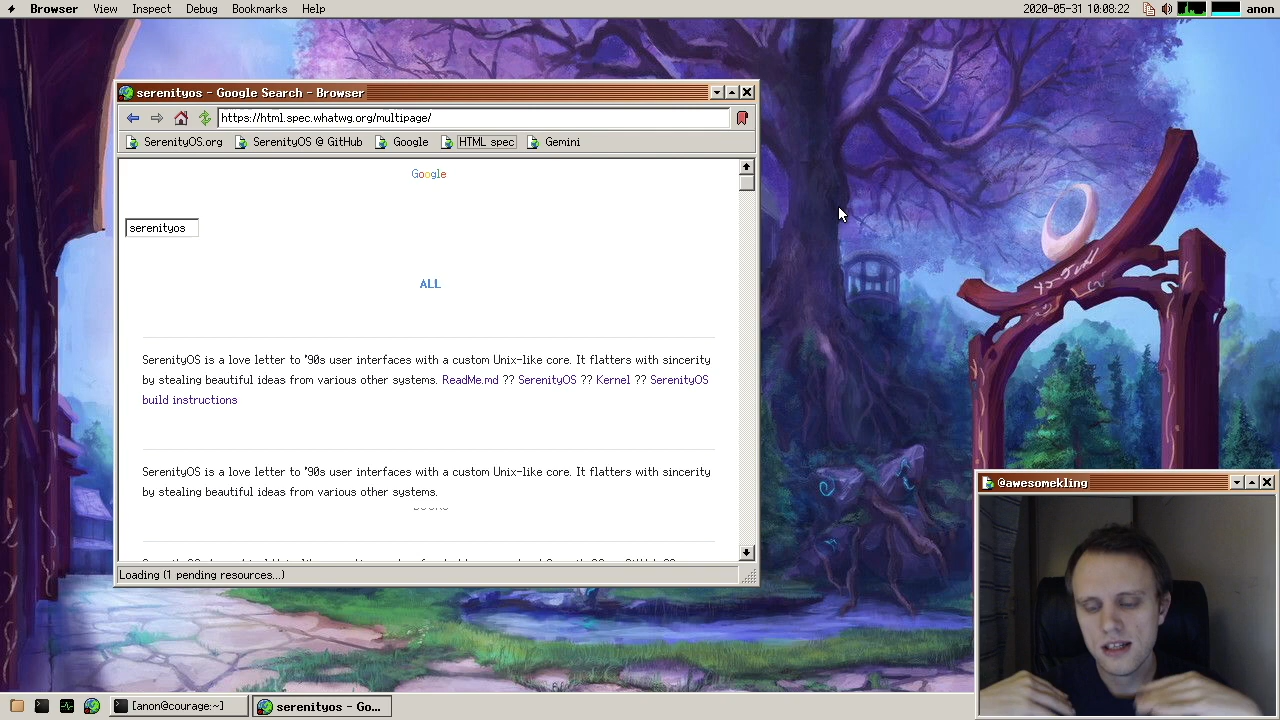 Browser View Inspect Debug Bookmarks Help 2020-05-31 10:08:22 anon
serenityos - Google Search - Browser
https://html.spec.whatwg.org/multipage/
SerenityOS.org SerenityOS @ GitHub Google HTML spec Gemini
Google
serenityos
ALL
SerenityOS is a love letter to '90s user interfaces with a custom Unix-like core. It flatters with sincerity
by stealing beautiful ideas from various other systems. ReadMe.md ?? SerenityOS ?? Kernel ?? SerenityOS
build instructions
SerenityOS is a love letter to '90s user interfaces with a custom Unix-like core. It flatters with sincerity
by stealing beautiful ideas from various other systems.
Loading (1 pending resources...)
@awesomekling
[anon@courage:~] serenityos - Go...